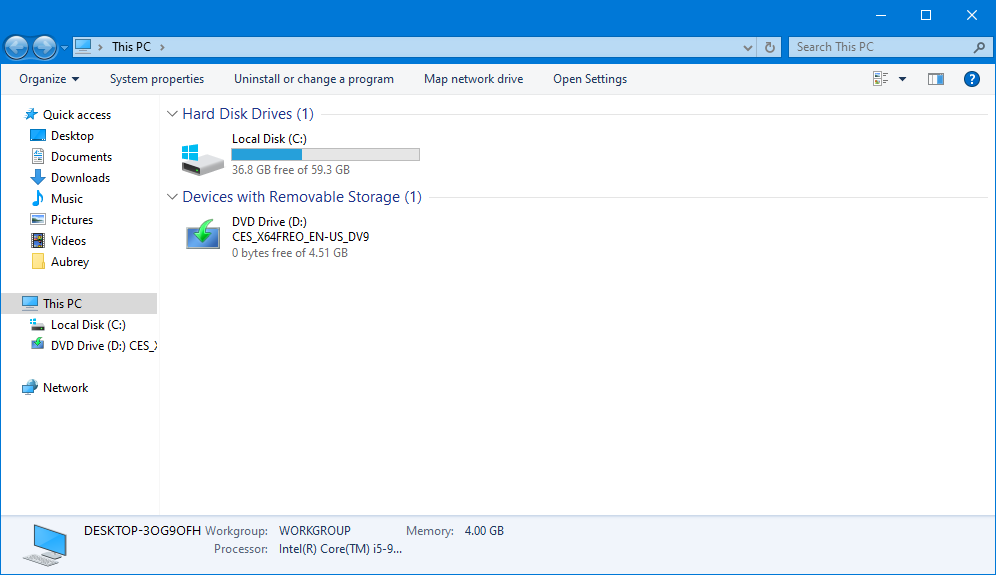 This PC
Search This PC
Organize System properties Uninstall or change a program Map network drive Open Settings
Quick access
Desktop
Documents
Downloads
Music
Pictures
Videos
Aubrey
This PC
Local Disk (C:)
DVD Drive (D:) CES_X
Network
Hard Disk Drives (1)
Local Disk (C:)
36.8 GB free of 59.3 GB
Devices with Removable Storage (1)
DVD Drive (D:)
CES_X64FREO_EN-US_DV9
0 bytes free of 4.51 GB
DESKTOP-3OG9OFH Workgroup: WORKGROUP Memory: 4.00 GB
Processor: Intel(R) Core(TM) i5-9...